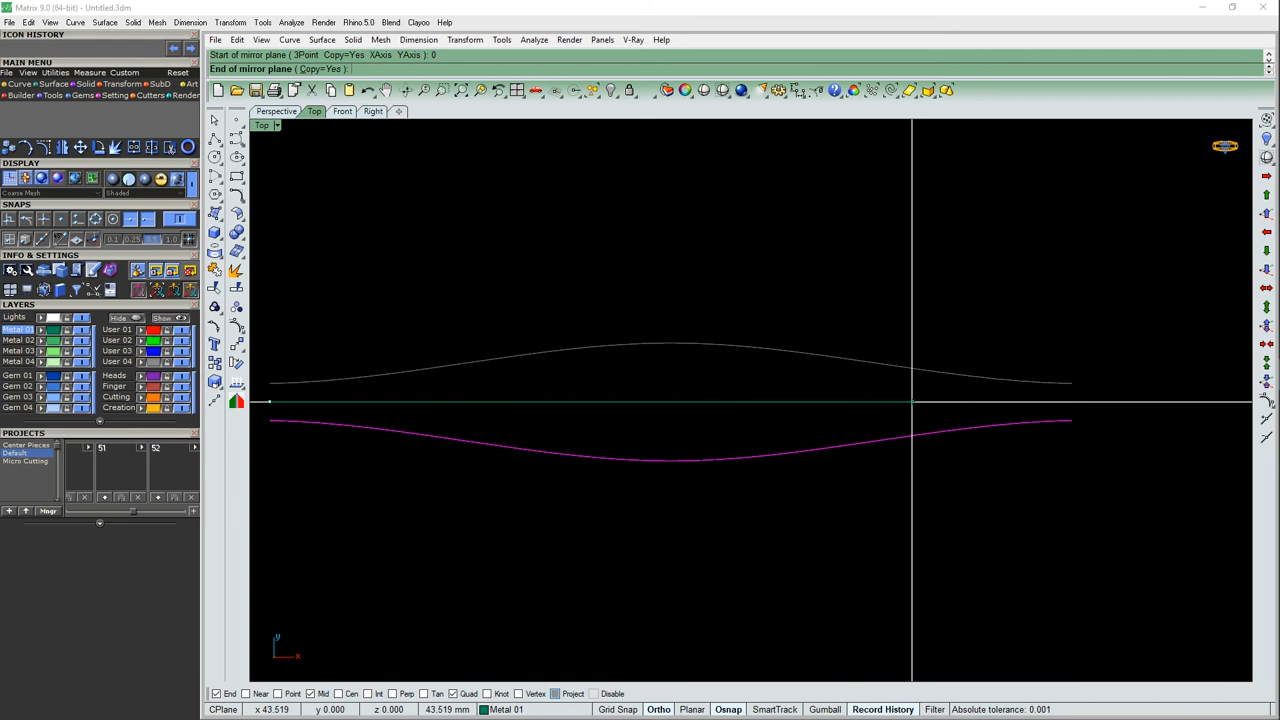 Matrix 9.0 (64-bit) - Untitled.3dm
File Edit View Curve Surface Solid Mesh Dimension Transform Tools Analyze Render Rhino 5.0 Blend Clayoo Help
ICON HISTORY
MAIN MENU
File View Utilities Measure Custom Reset
Curve Surface Solid Transform SubD Art
Builder Tools Gems Setting Cutters Render
DISPLAY
Coarse Mesh Shaded
SNAPS
0.1 0.25 0.5 1.0
INFO & SETTINGS
LAYERS
Lights Hide Show
Metal 01 User 01
Metal 02 User 02
Metal 03 User 03
Metal 04 User 04
Gem 01 Heads
Gem 02 Finger
Gem 03 Cutting
Gem 04 Creation
PROJECTS
Center Pieces
Default
Micro Cutting
51 52
Mngr
File Edit View Curve Surface Solid Mesh Dimension Transform Tools Analyze Render Panels V-Ray Help
Start of mirror plane ( 3Point Copy=Yes XAxis YAxis ): 0
End of mirror plane ( Copy=Yes ):
Perspective Top Front Right
Top
y
x
End Near Point Mid Cen Int Perp Tan Quad Knot Vertex Project Disable
CPlane x 43.519 y 0.000 z 0.000 43.519 mm Metal 01 Grid Snap Ortho Planar Osnap SmartTrack Gumball Record History Filter Absolute tolerance: 0.001